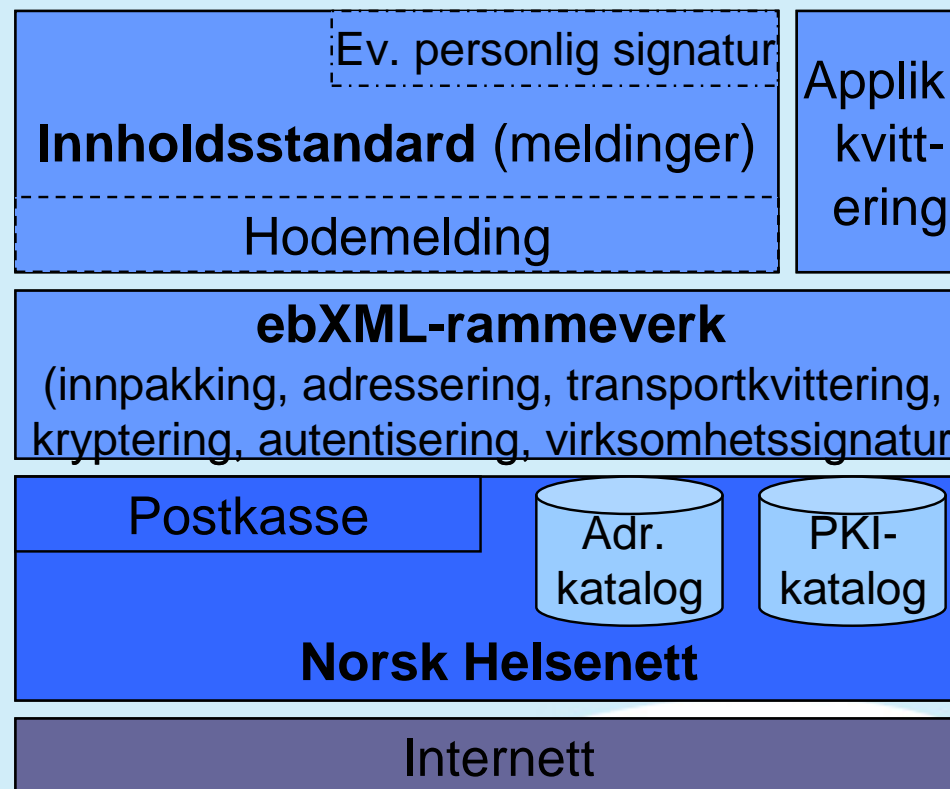 Ev. personlig signatur
Innholdsstandard (meldinger)
Hodemelding
Applik
kvitt-
ering
ebXML-rammeverk
(innpakking, adressering, transportkvittering,
kryptering, autentisering, virksomhetssignatur
Postkasse
Adr.
katalog
PKI-
katalog
Norsk Helsenett
Internett